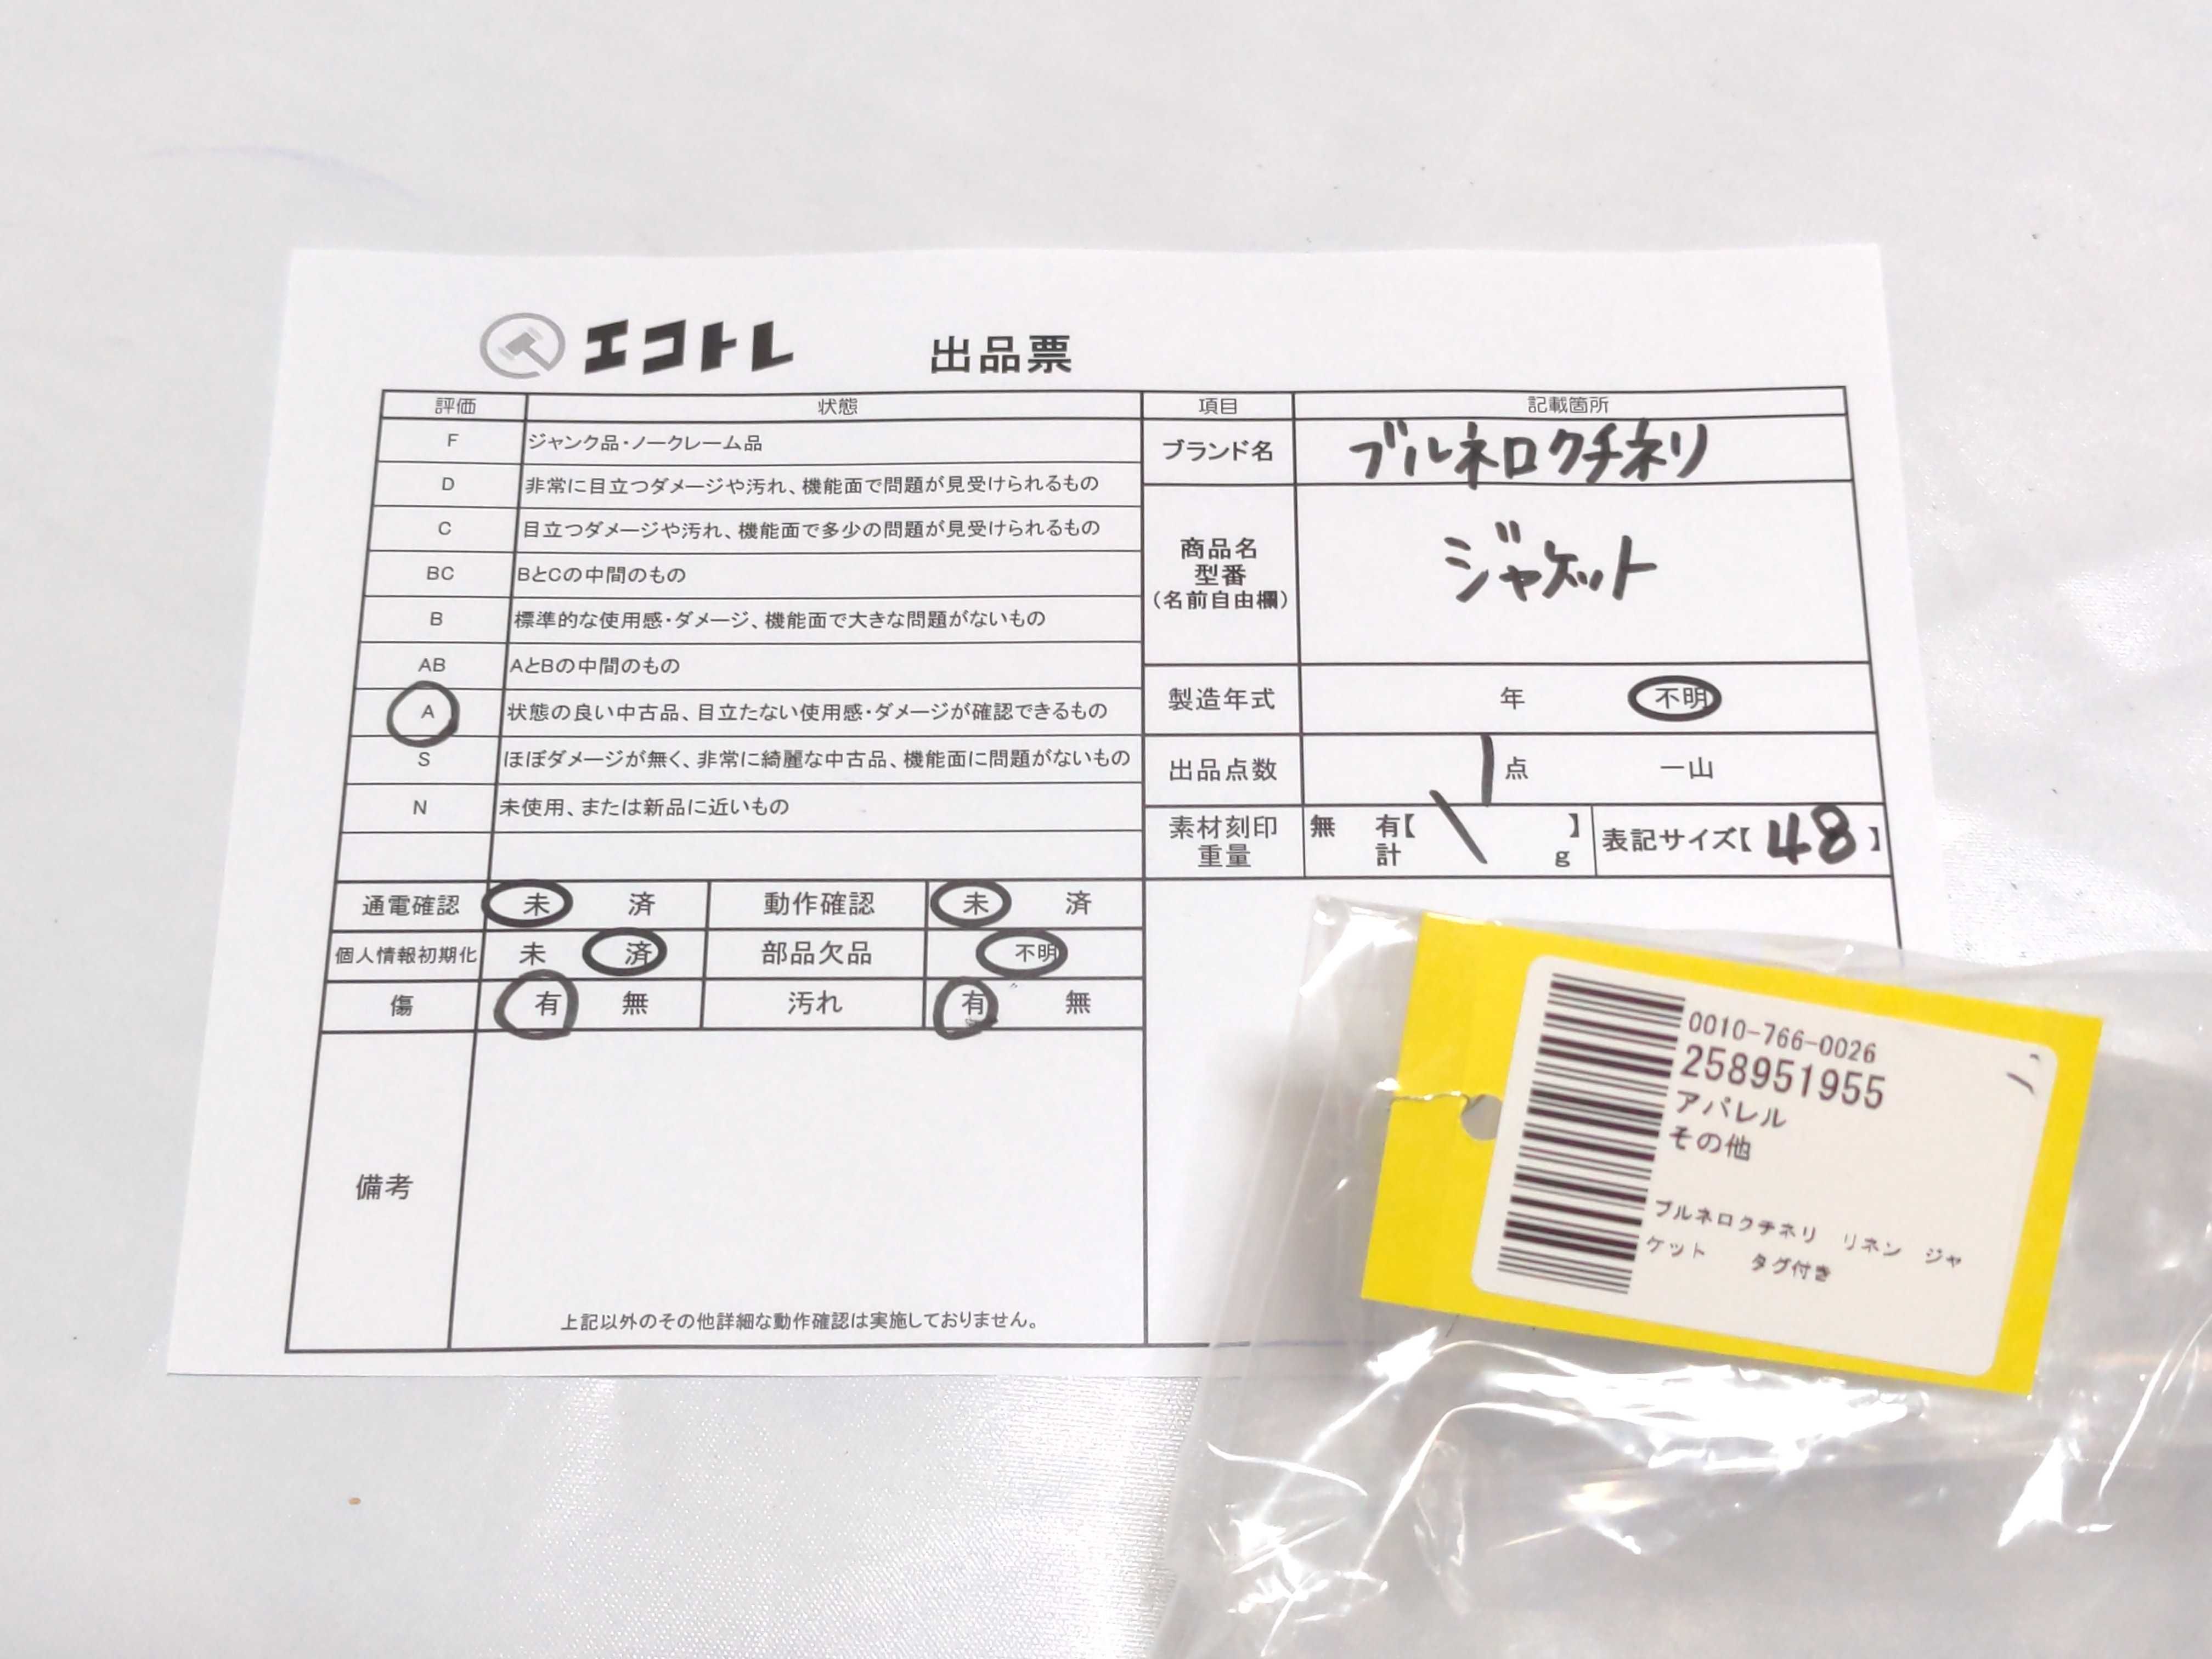 エコトレ 出品票
評価 状態
F ジャンク品・ノークレーム品
D 非常に目立つダメージや汚れ、機能面で問題が見受けられるもの
C 目立つダメージや汚れ、機能面で多少の問題が見受けられるもの
BC BとCの中間のもの
B 標準的な使用感・ダメージ、機能面で大きな問題がないもの
AB AとBの中間のもの
A 状態の良い中古品、目立たない使用感・ダメージが確認できるもの
S ほぼダメージが無く、非常に綺麗な中古品、機能面に問題がないもの
N 未使用、または新品に近いもの
項目 記載箇所
ブランド名 ブルネロクチネリ
商品名
型番
(名前自由欄)
ジャケット
製造年式 年 不明
出品点数 1 点 一山
素材刻印 無 有【 】
重量 計 g
表記サイズ【48】
通電確認 未 済 動作確認 未 済
個人情報初期化 未 済 部品欠品 不明
傷 有 無 汚れ 有 無
備考
上記以外のその他詳細な動作確認は実施しておりません。
0010-766-0026
258951955
アパレル
その他
ブルネロクチネリ リネン ジャ
ケット タグ付き